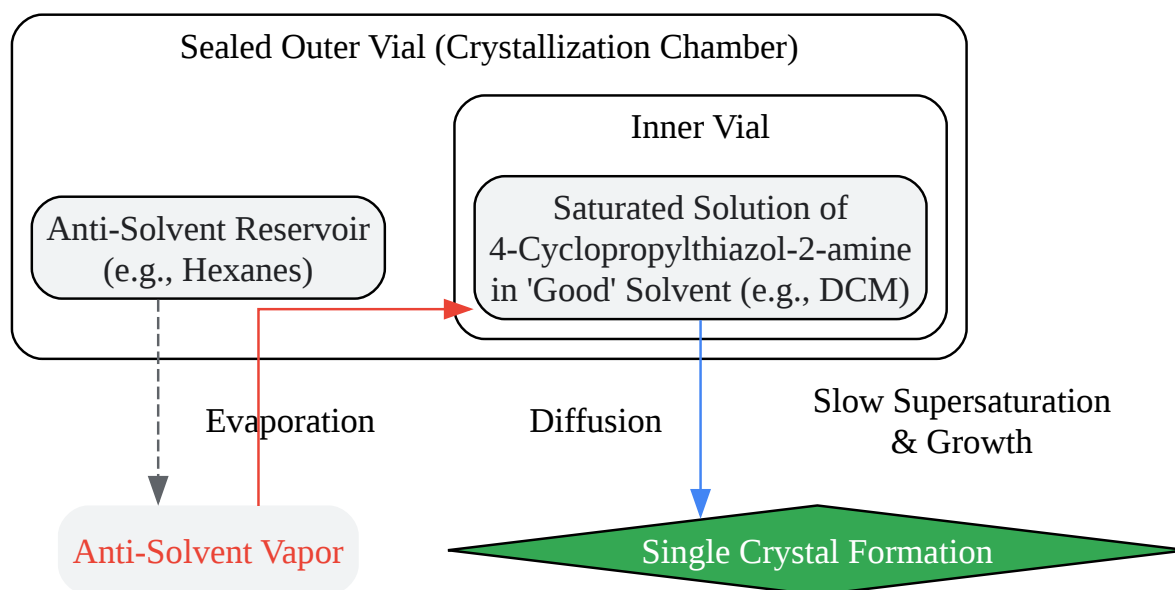 Sealed Outer Vial (Crystallization Chamber)
Inner Vial
Anti-Solvent Reservoir
(e.g., Hexanes)
Saturated Solution of
4-Cyclopropylthiazol-2-amine
in 'Good' Solvent (e.g., DCM)
Evaporation
Diffusion
Slow Supersaturation
& Growth
Anti-Solvent Vapor
Single Crystal Formation